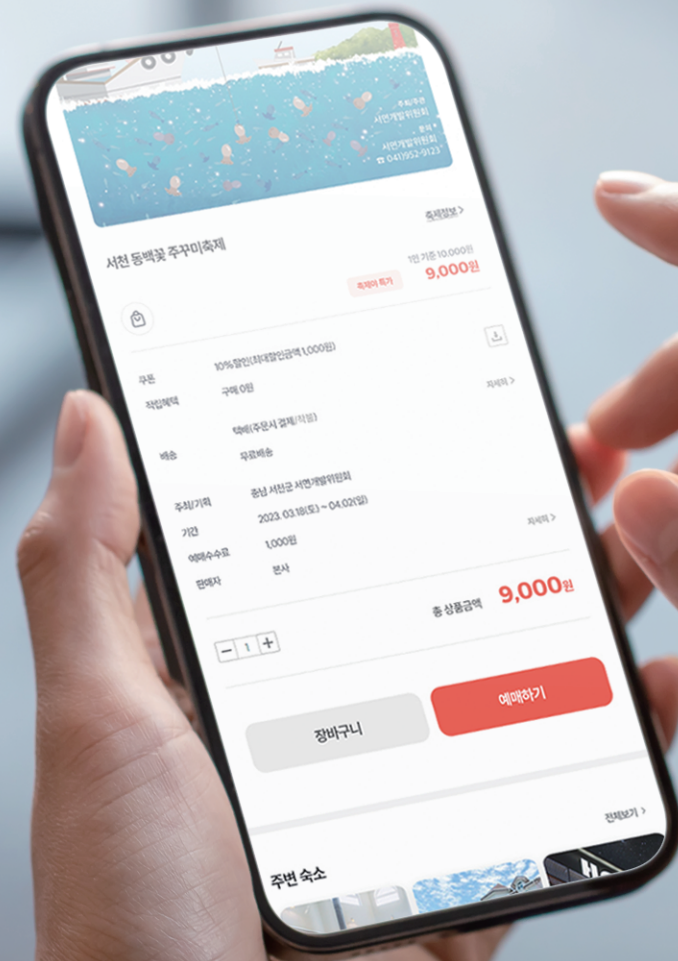 주최/주관
서면개발위원회
문의
서면개발위원회
☎ 041)952-9123
축제정보 >
서천 동백꽃 주꾸미축제
1인 기준 10,000원
축제야 특가 9,000원
쿠폰 10%할인(최대할인금액 1,000원)
적립혜택 구매 0원
자세히 >
배송 택배(주문시 결제/착불)
무료배송
주최/기획 충남 서천군 서면개발위원회
기간 2023. 03.18(토) ~ 04.02(일)
예매수수료 1,000원
자세히 >
판매자 본사
총 상품금액 9,000원
− 1 +
장바구니 예매하기
전체보기 >
주변 숙소